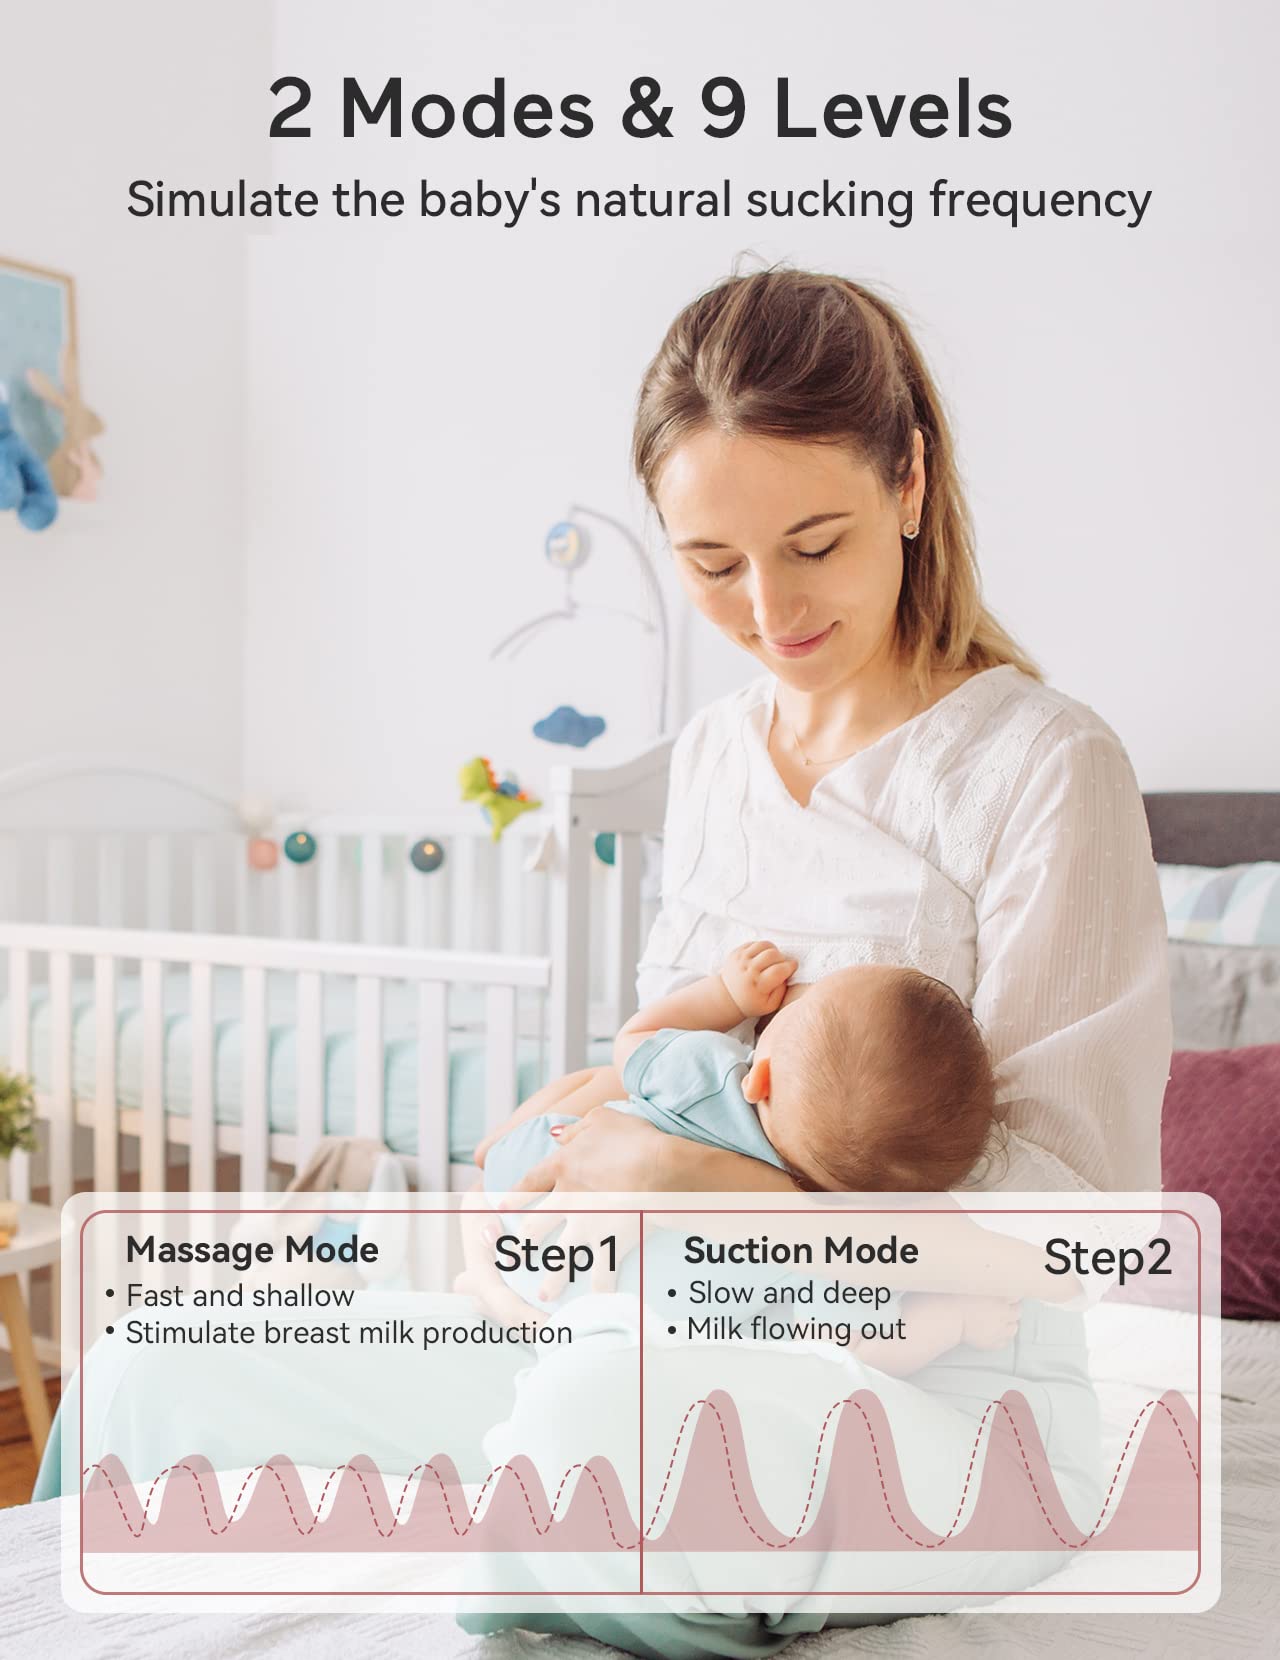 2 Modes & 9 Levels
Simulate the baby's natural sucking frequency
Massage Mode
Step1
• Fast and shallow
• Stimulate breast milk production
Suction Mode
Step2
• Slow and deep
• Milk flowing out